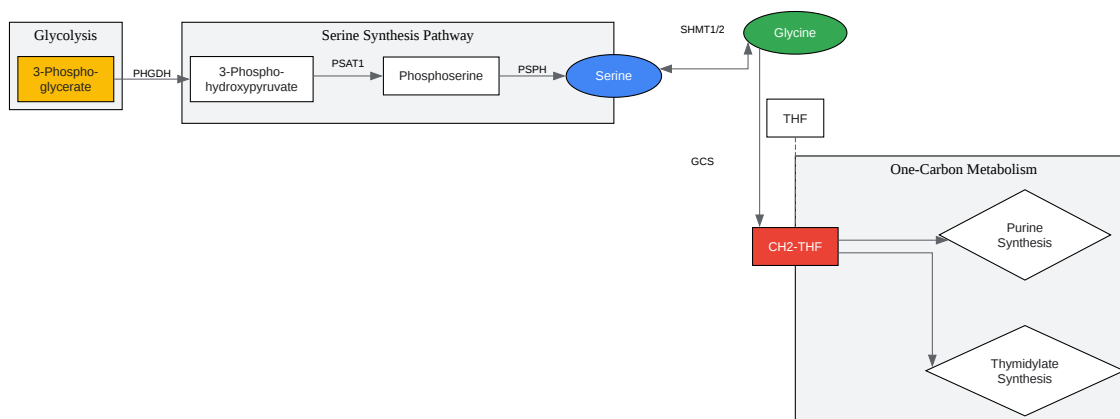 Glycolysis
3-Phospho-
glycerate
PHGDH
Serine Synthesis Pathway
3-Phospho-
hydroxypyruvate
PSAT1
Phosphoserine
PSPH
Serine
SHMT1/2
Glycine
THF
GCS
One-Carbon Metabolism
CH2-THF
Purine
Synthesis
Thymidylate
Synthesis